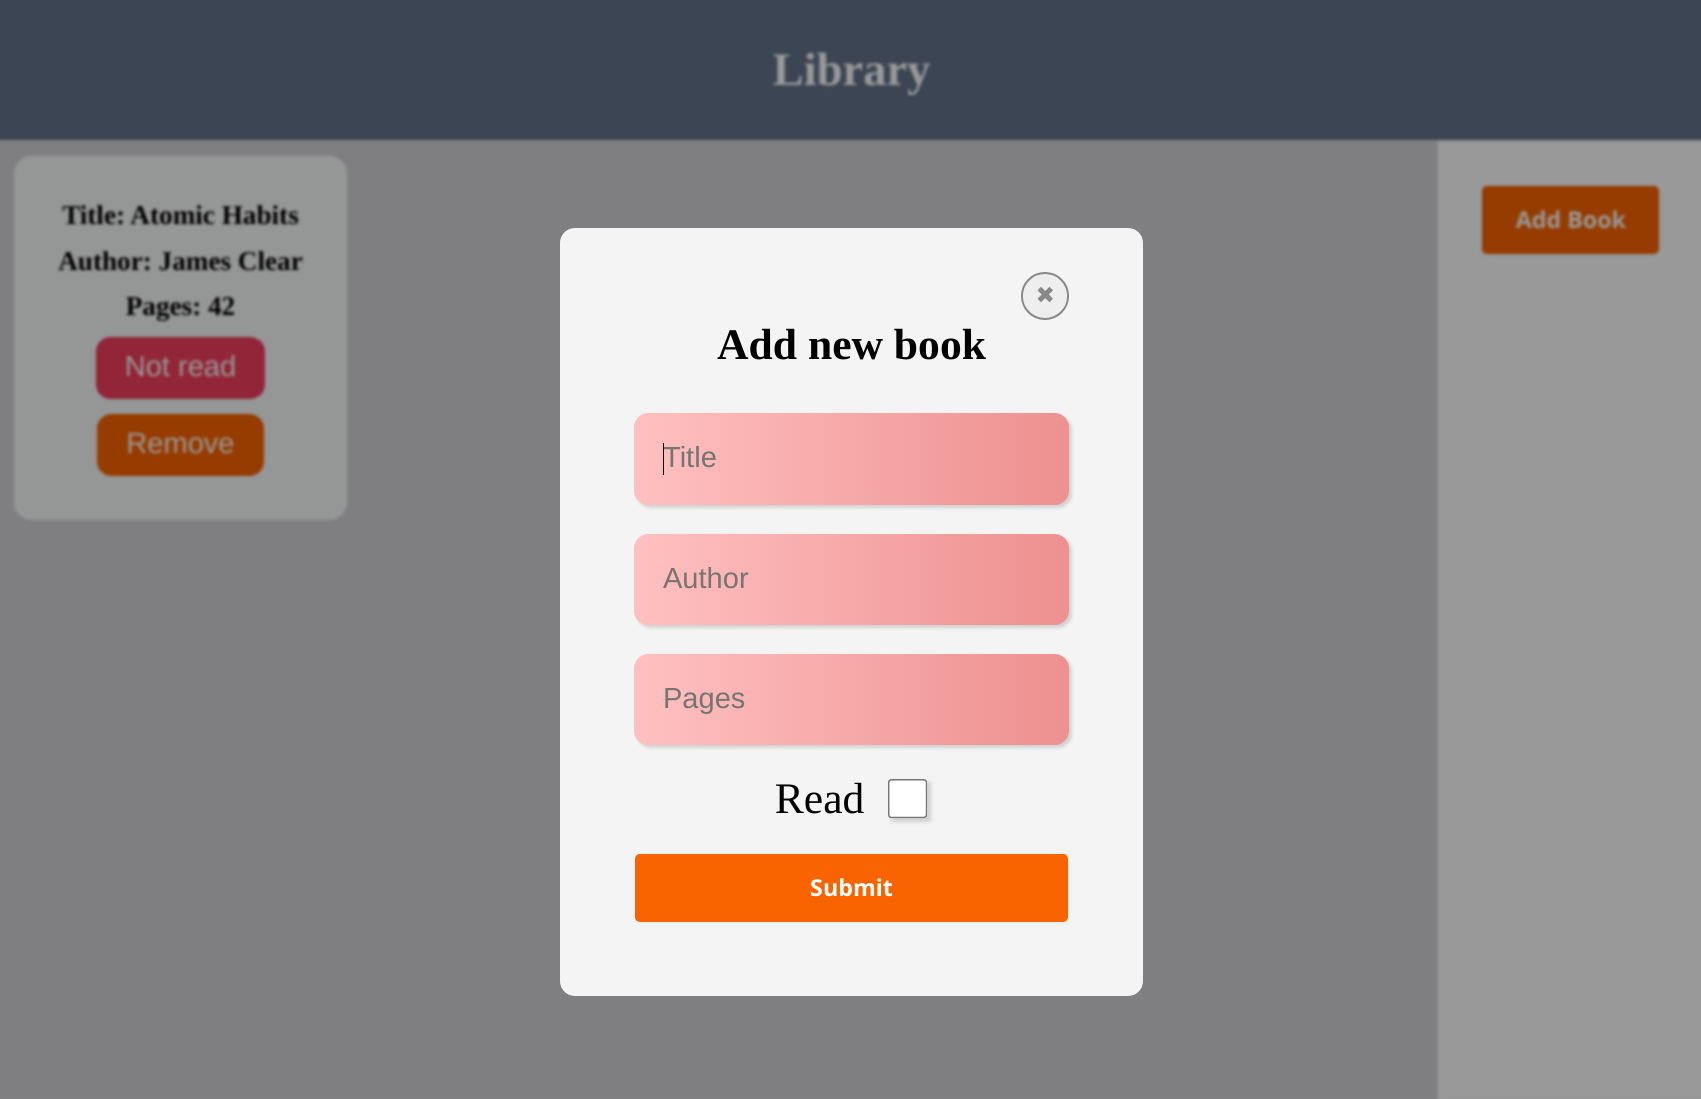 Library
Title: Atomic Habits
Author: James Clear
Pages: 42
Not read
Remove
Add Book
✖
Add new book
Title
Author
Pages
Read
Submit